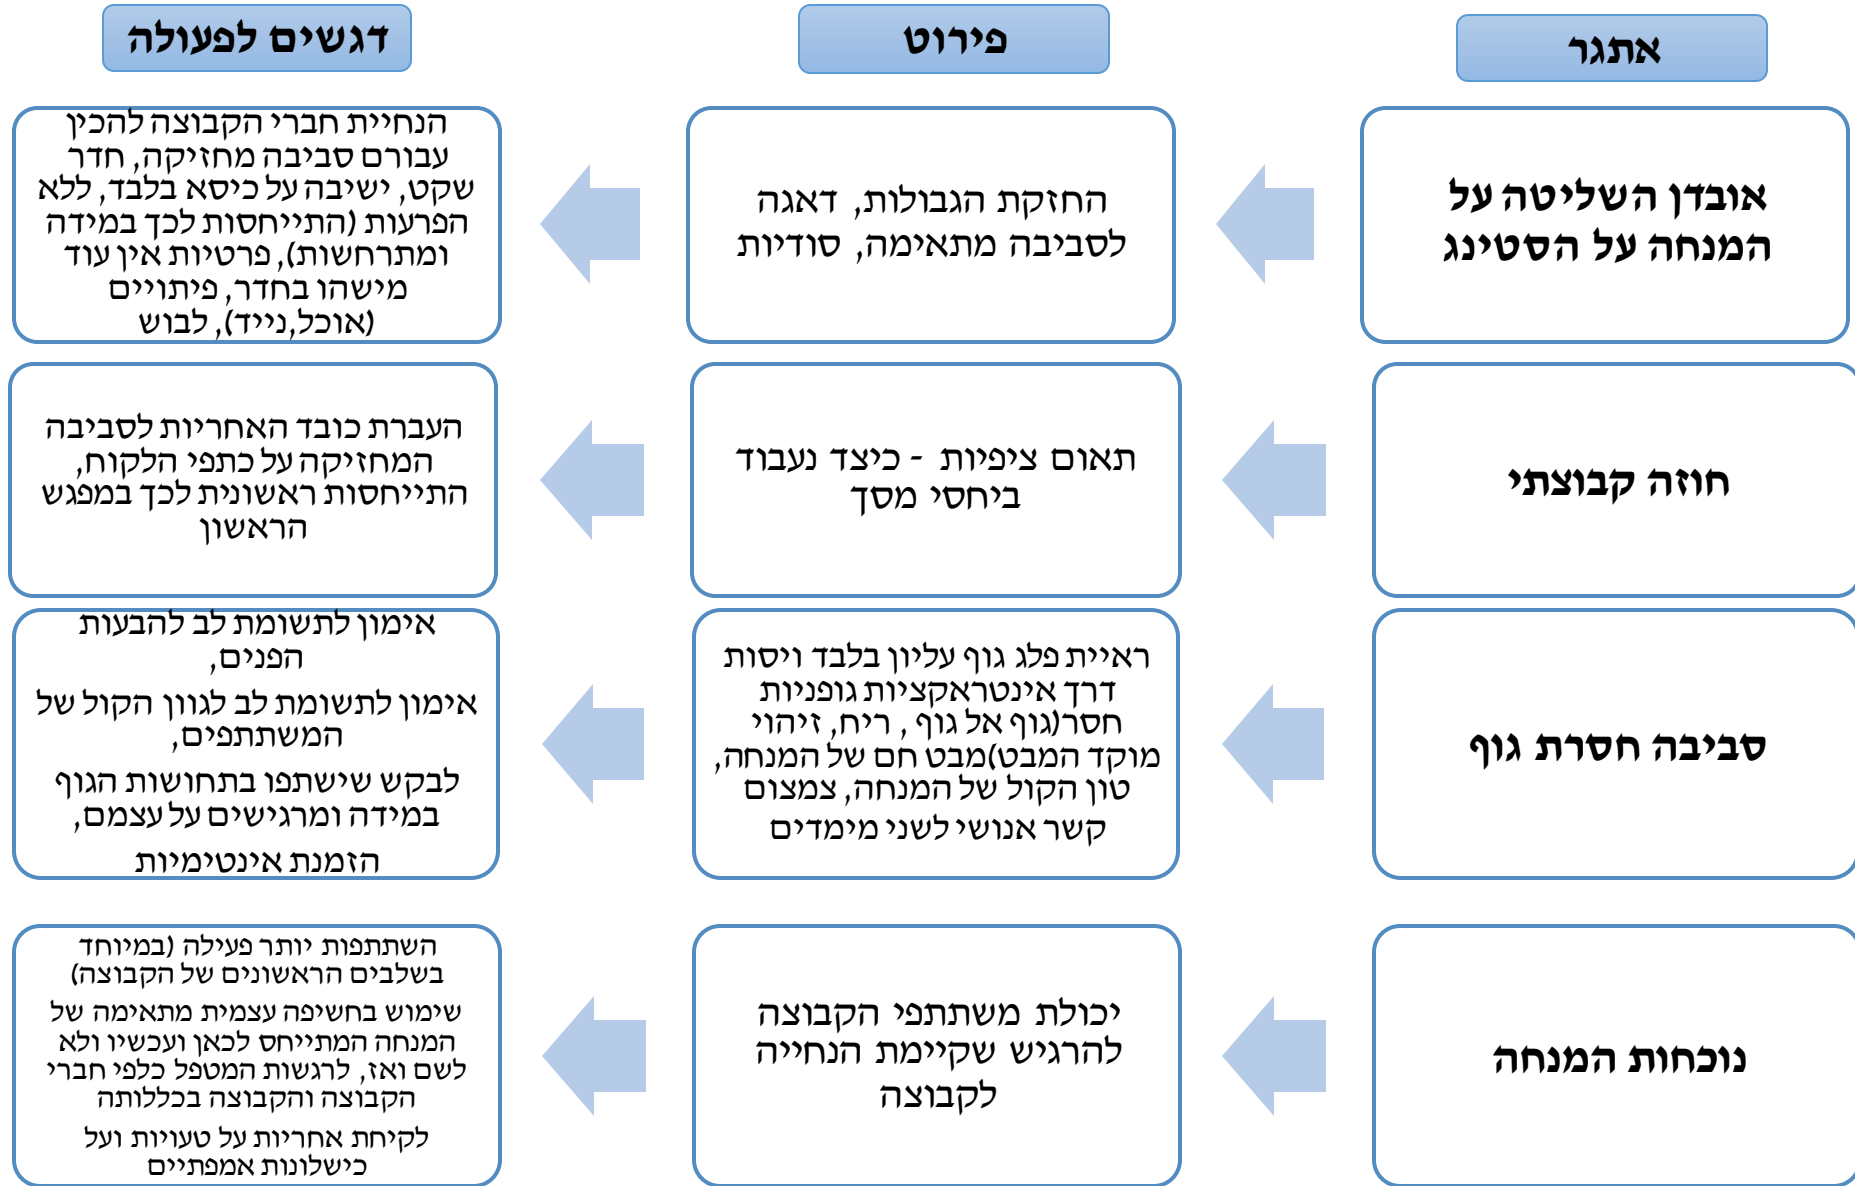 אתגר
פירוט
דגשים לפעולה
אובדן השליטה על
המנחה על הסטינג
החזקת הגבולות, דאגה
לסביבה מתאימה, סודיות
הנחיית חברי הקבוצה להכין
עבורם סביבה מחזיקה, חדר
שקט, ישיבה על כיסא בלבד, ללא
הפרעות (התייחסות לכך במידה
ומתרחשות), פרטיות אין עוד
מישהו בחדר, פיתויים
(אוכל,נייד), לבוש
חוזה קבוצתי
תאום ציפיות - כיצד נעבוד
ביחסי מסך
העברת כובד האחריות לסביבה
המחזיקה על כתפי הלקוח,
התייחסות ראשונית לכך במפגש
הראשון
סביבה חסרת גוף
ראיית פלג גוף עליון בלבד ויסות
דרך אינטראקציות גופניות
חסר(גוף אל גוף , ריח, זיהוי
מוקד המבט)מבט חם של המנחה,
טון הקול של המנחה, צמצום
קשר אנושי לשני מימדים
אימון לתשומת לב להבעות
הפנים,
אימון לתשומת לב לגוון הקול של
המשתתפים,
לבקש שישתפו בתחושות הגוף
במידה ומרגישים על עצמם,
הזמנת אינטימיות
נוכחות המנחה
יכולת משתתפי הקבוצה
להרגיש שקיימת הנחייה
לקבוצה
השתתפות יותר פעילה (במיוחד
בשלבים הראשונים של הקבוצה)
שימוש בחשיפה עצמית מתאימה של
המנחה המתייחס לכאן ועכשיו ולא
לשם ואז, לרגשות המטפל כלפי חברי
הקבוצה והקבוצה בכללותה
לקיחת אחריות על טעויות ועל
כישלונות אמפתיים